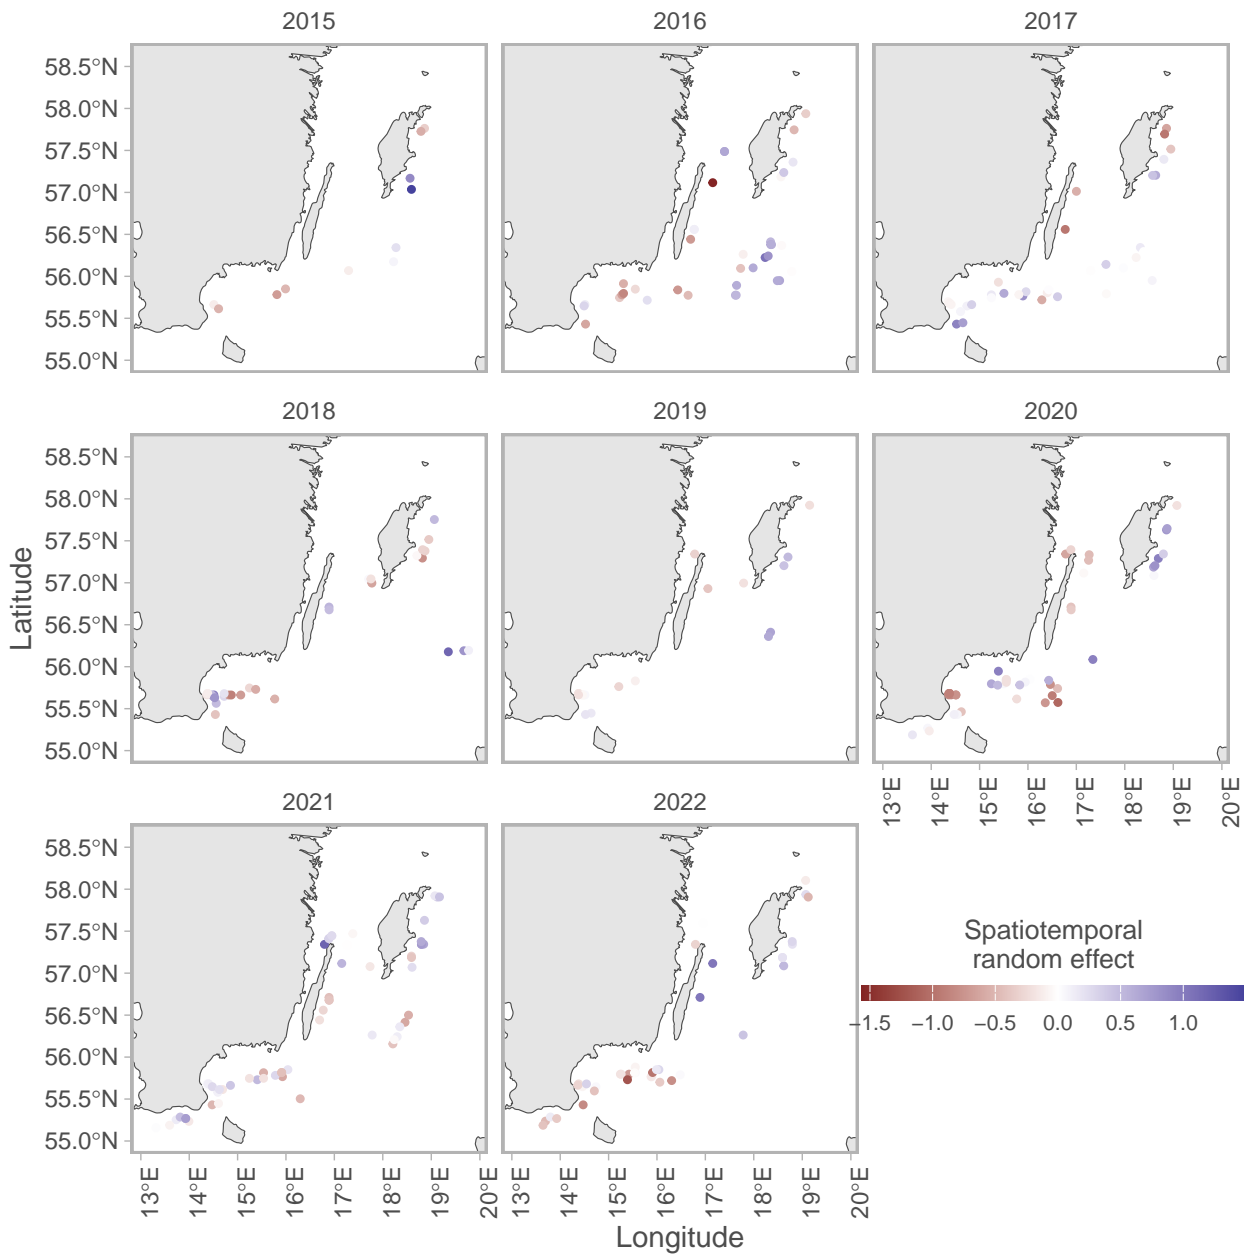 2015 2016 2017
58.5°N
58.0°N
57.5°N
57.0°N
56.5°N
56.0°N
55.5°N
55.0°N
2018 2019 2020
58.5°N
58.0°N
57.5°N
57.0°N
56.5°N
56.0°N
55.5°N
55.0°N
Latitude
13°E 14°E 15°E 16°E 17°E 18°E 19°E 20°E
2021 2022
58.5°N
58.0°N
57.5°N
57.0°N
56.5°N
56.0°N
55.5°N
55.0°N
Spatiotemporal
random effect
−1.5 −1.0 −0.5 0.0 0.5 1.0
13°E 14°E 15°E 16°E 17°E 18°E 19°E 20°E 13°E 14°E 15°E 16°E 17°E 18°E 19°E 20°E
Longitude